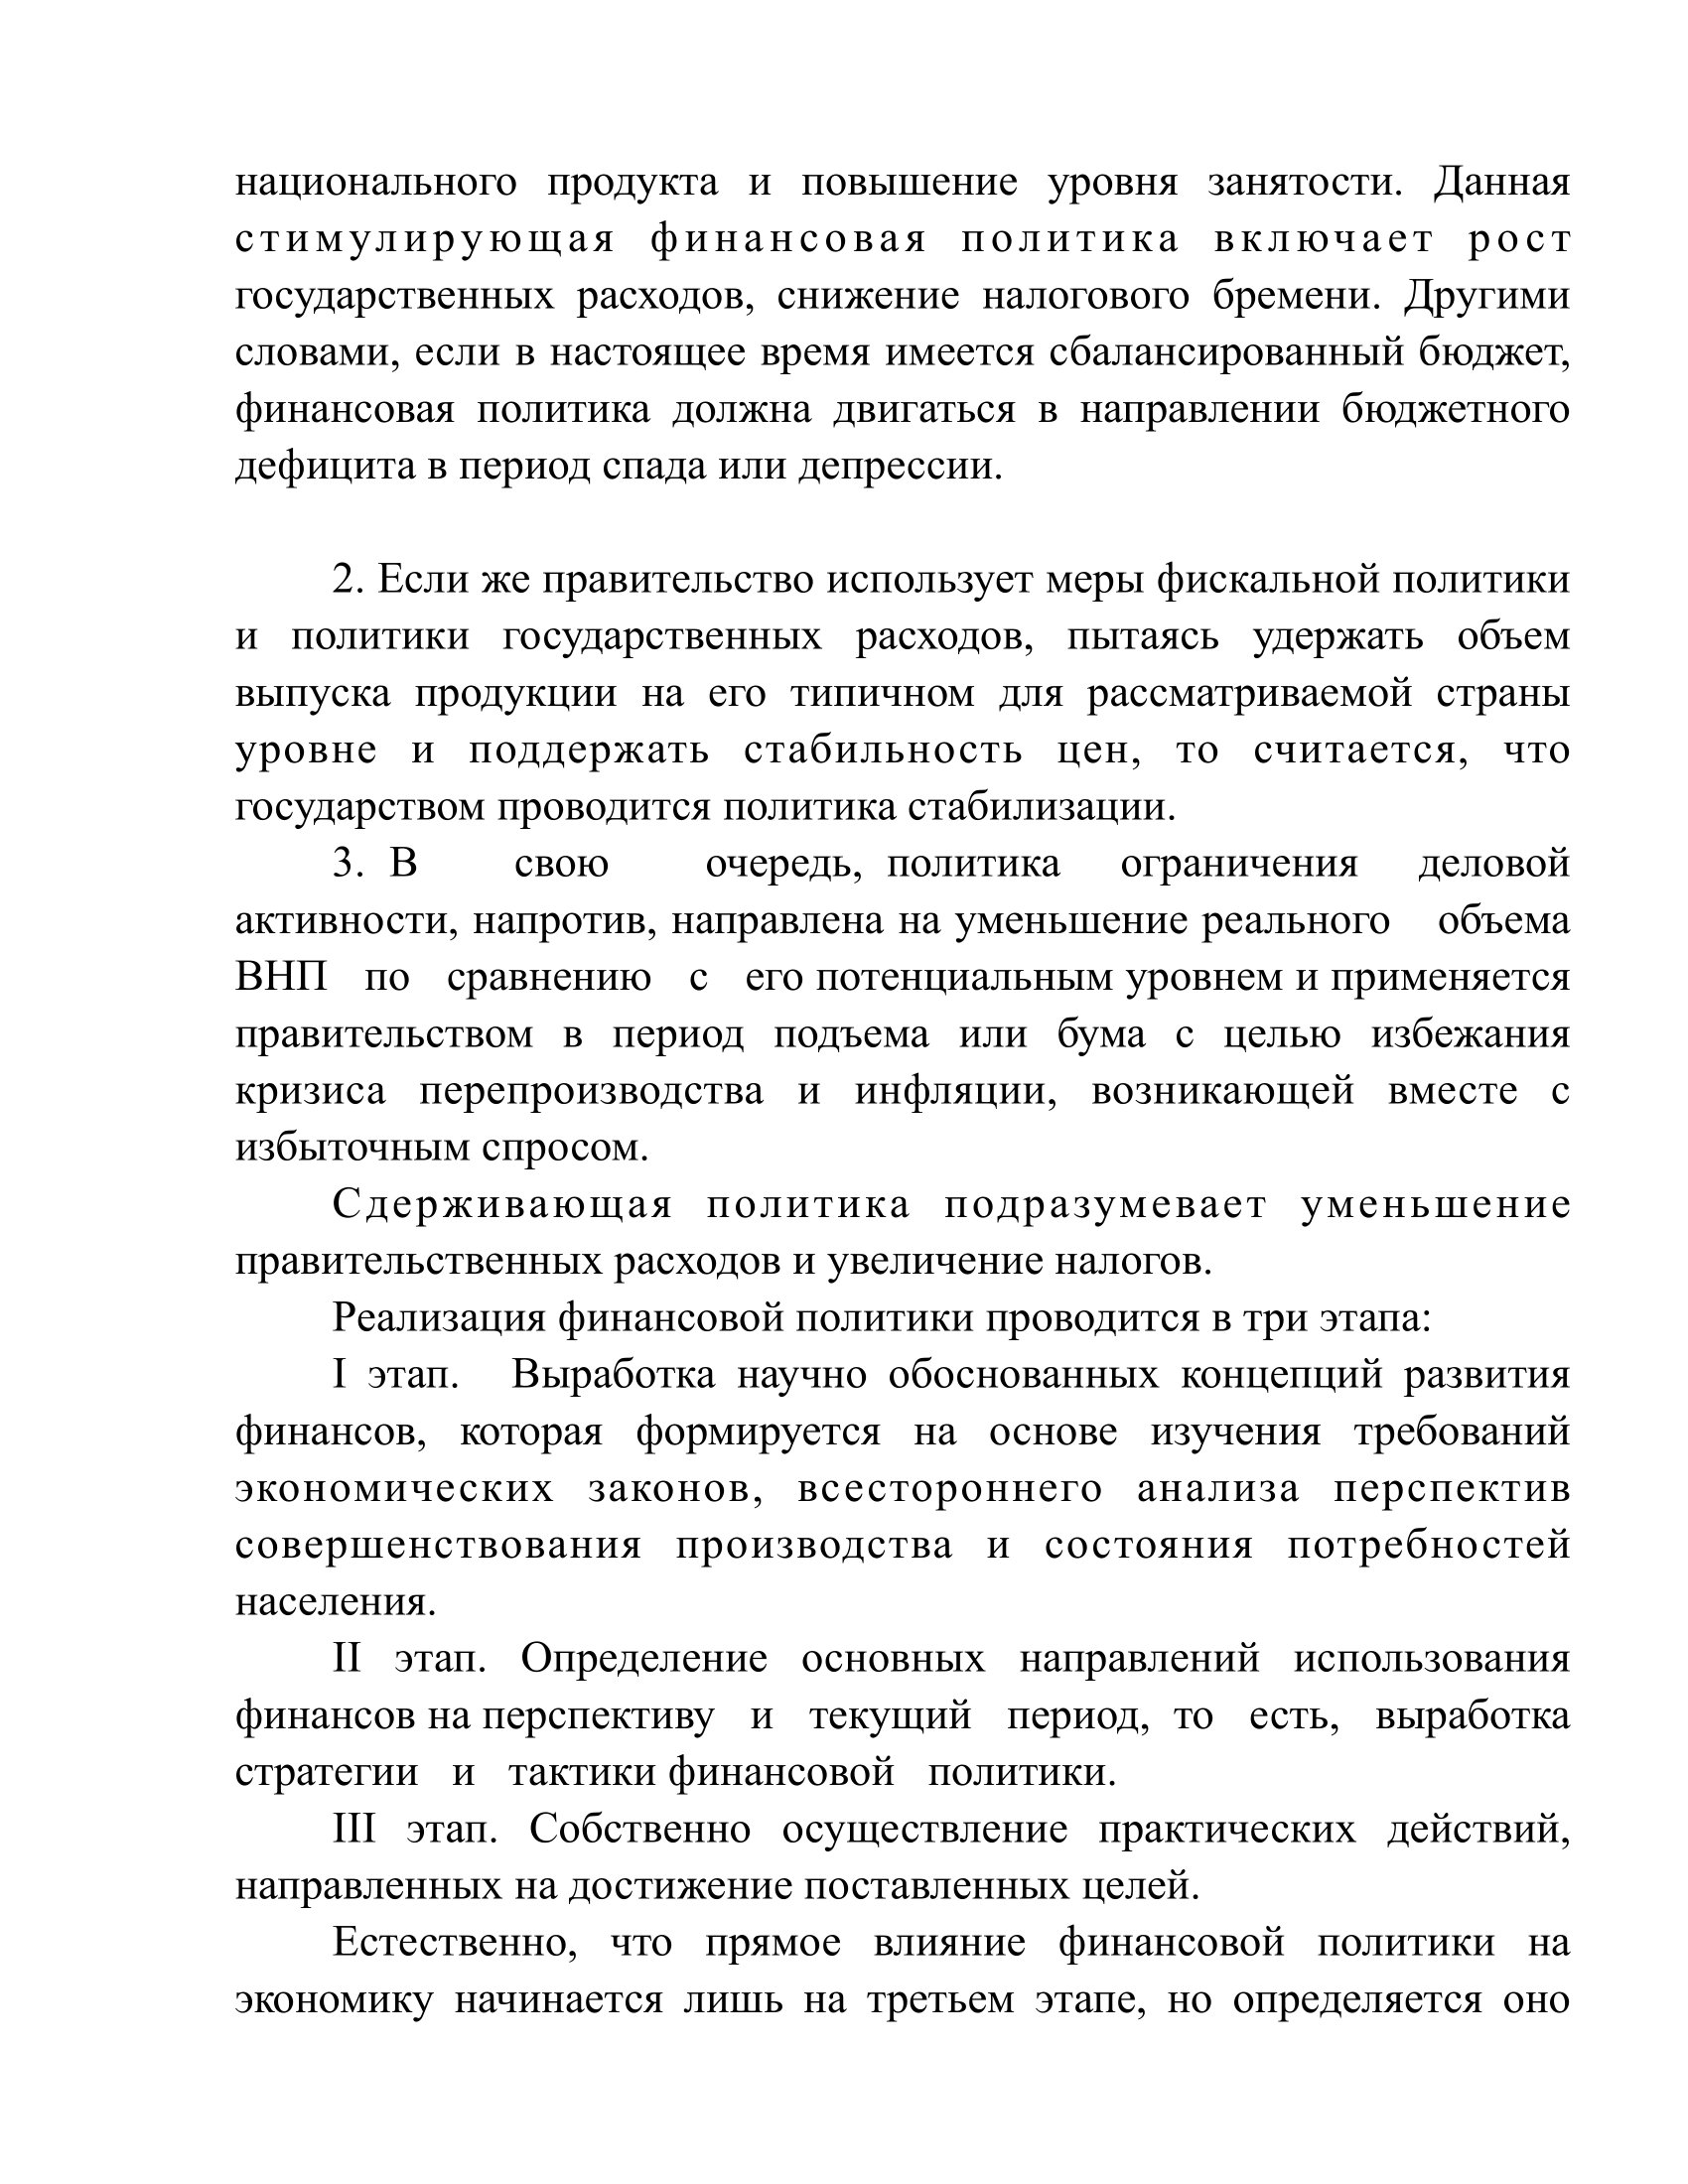 национального продукта и повышение уровня занятости. Данная
стимулирующая финансовая политика включает рост
государственных расходов, снижение налогового бремени. Другими
словами, если в настоящее время имеется сбалансированный бюджет,
финансовая политика должна двигаться в направлении бюджетного
дефицита в период спада или депрессии.
2. Если же правительство использует меры фискальной политики
и политики государственных расходов, пытаясь удержать объем
выпуска продукции на его типичном для рассматриваемой страны
уровне и поддержать стабильность цен, то считается, что
государством проводится политика стабилизации.
3. В свою очередь, политика ограничения деловой
активности, напротив, направлена на уменьшение реального объема
ВНП по сравнению с его потенциальным уровнем и применяется
правительством в период подъема или бума с целью избежания
кризиса перепроизводства и инфляции, возникающей вместе с
избыточным спросом.
Сдерживающая политика подразумевает уменьшение
правительственных расходов и увеличение налогов.
Реализация финансовой политики проводится в три этапа:
I этап. Выработка научно обоснованных концепций развития
финансов, которая формируется на основе изучения требований
экономических законов, всестороннего анализа перспектив
совершенствования производства и состояния потребностей
населения.
II этап. Определение основных направлений использования
финансов на перспективу и текущий период, то есть, выработка
стратегии и тактики финансовой политики.
III этап. Собственно осуществление практических действий,
направленных на достижение поставленных целей.
Естественно, что прямое влияние финансовой политики на
экономику начинается лишь на третьем этапе, но определяется оно